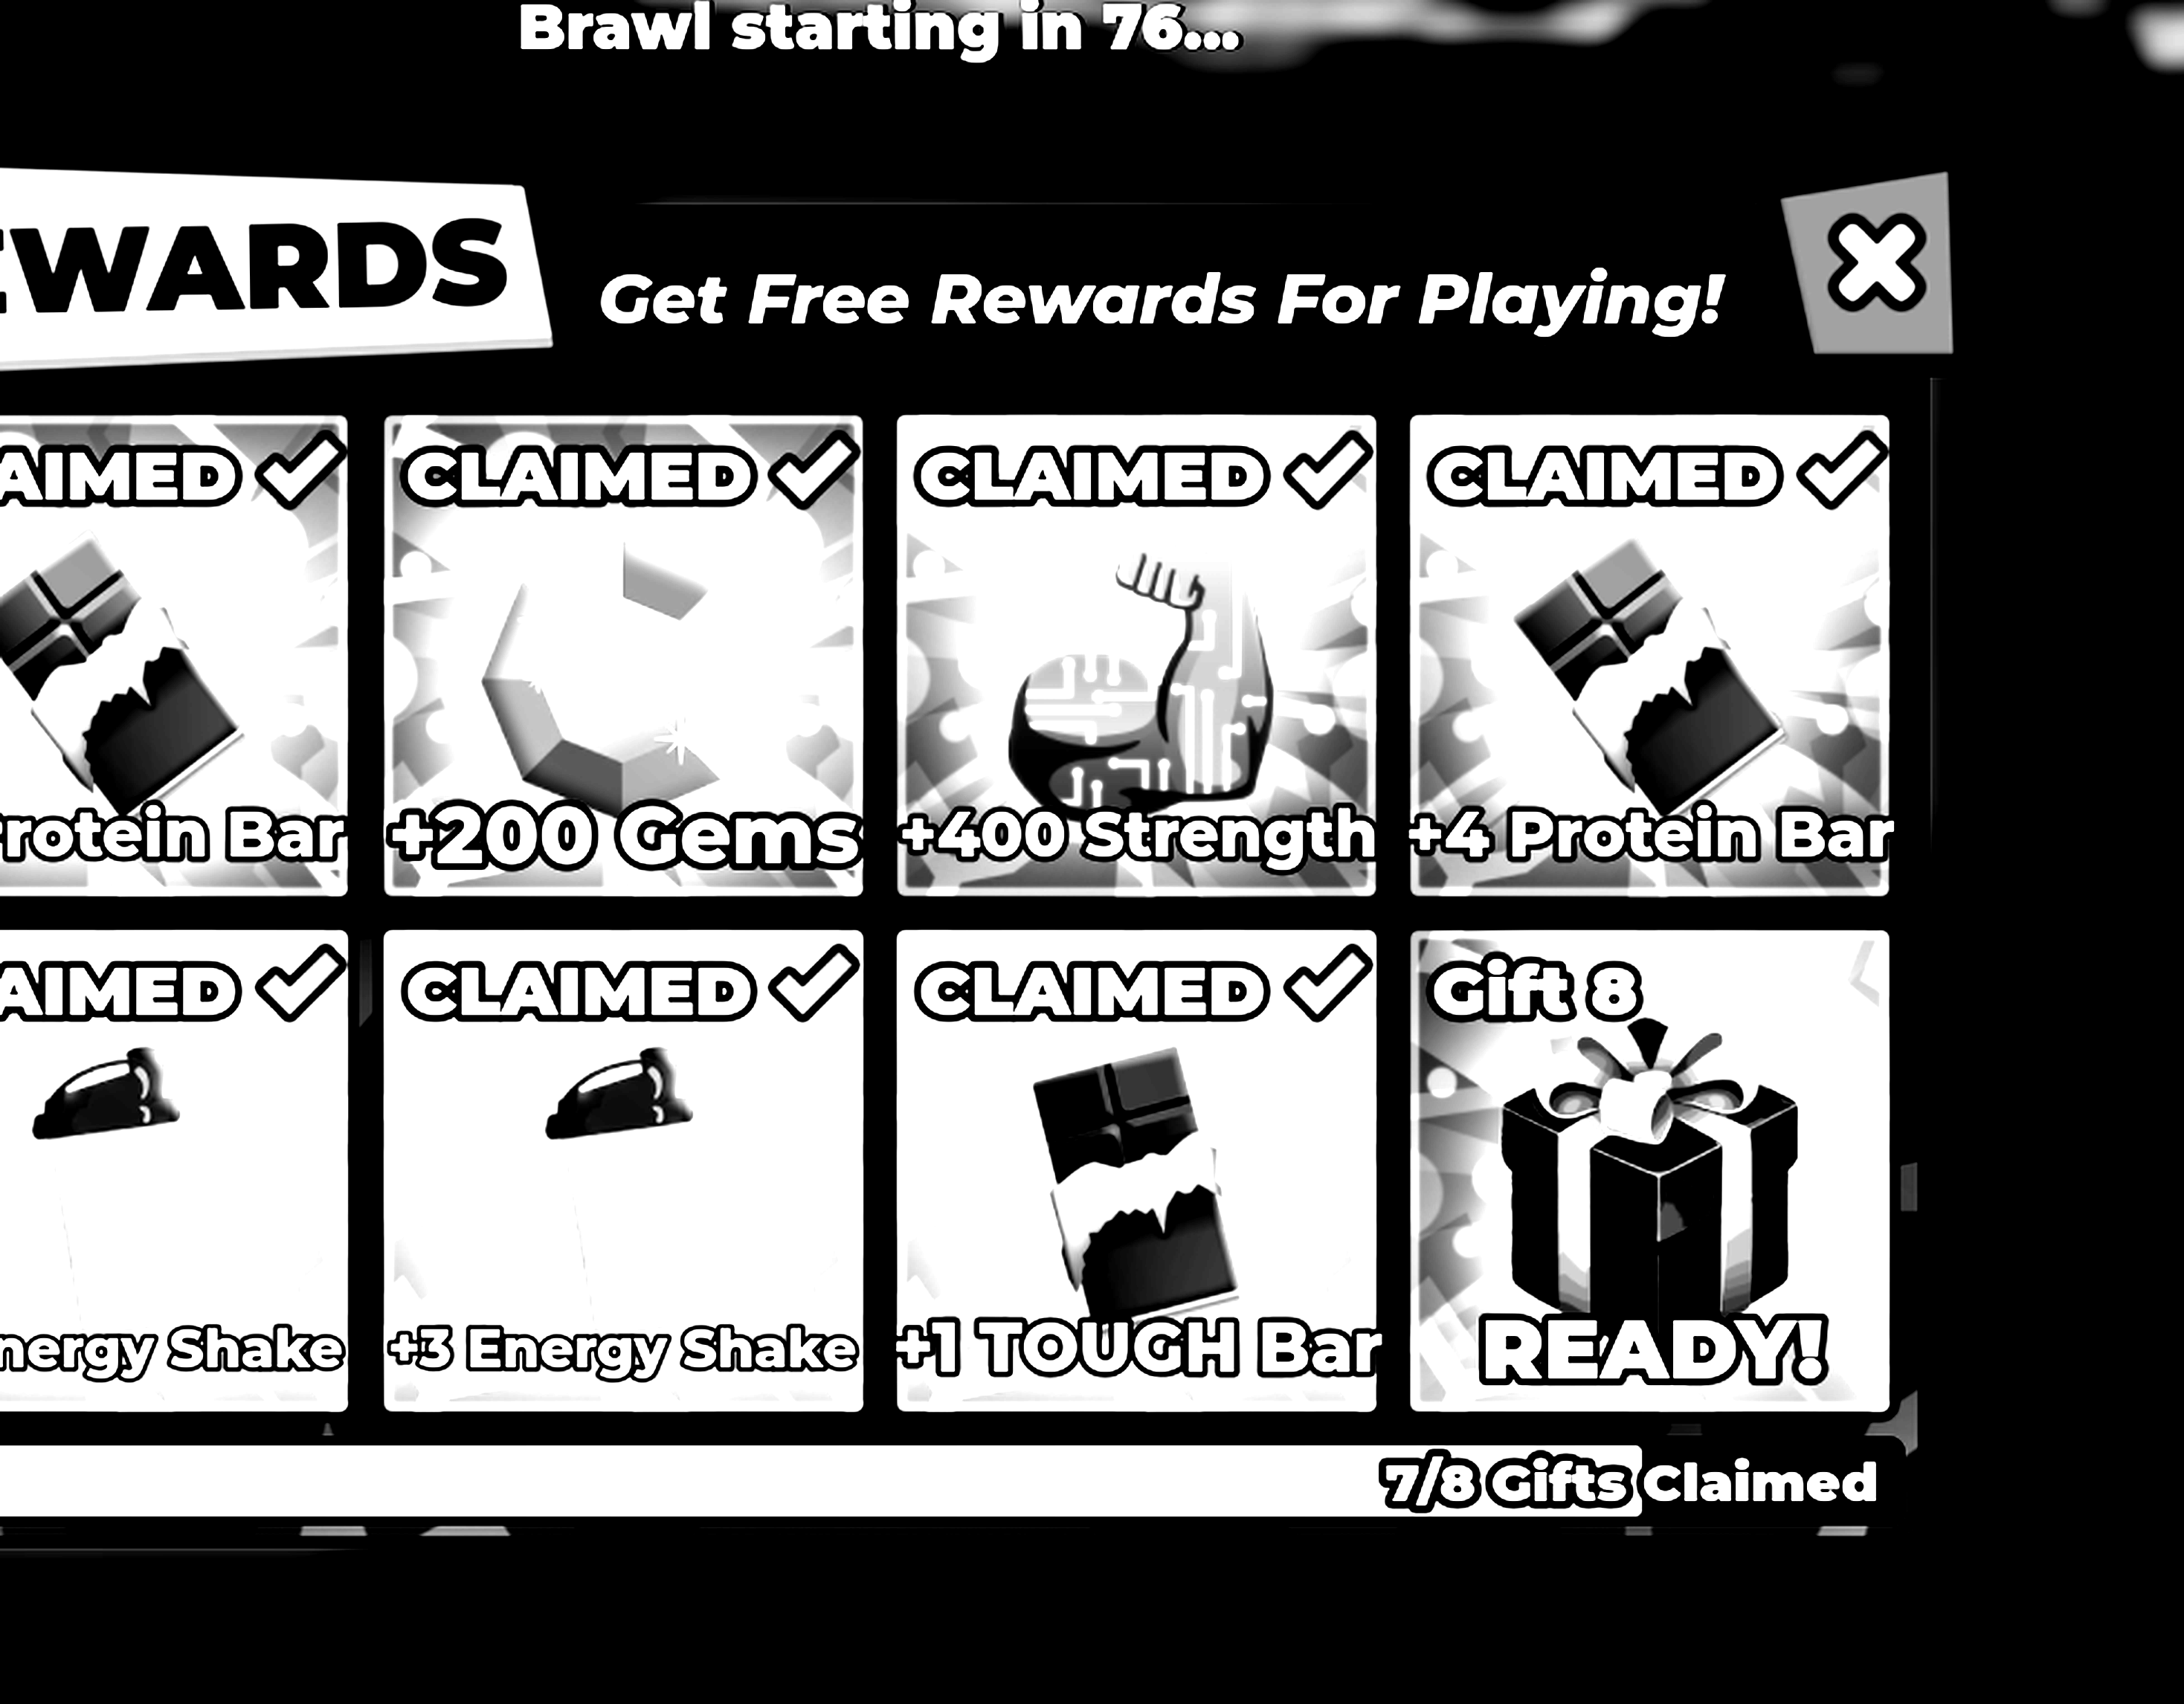 Brawl starting in 76...
EWARDS
Get Free Rewards For Playing!
AIMED CLAIMED CLAIMED CLAIMED
rotein Bar +200 Gems +400 Strength +4 Protein Bar
AIMED CLAIMED CLAIMED Gift 8
nergy Shake +3 Energy Shake +1 TOUGH Bar READY!
7/8 Gifts Claimed